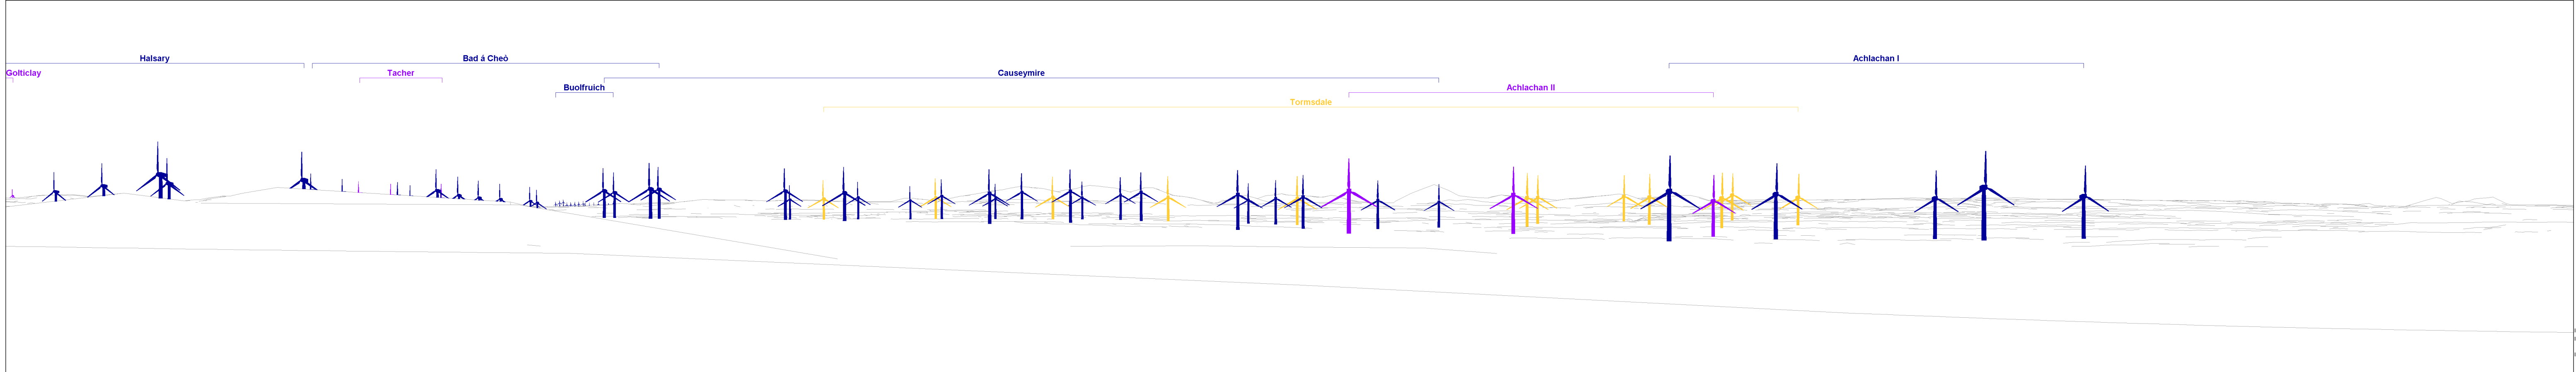 Halsary
Bad á Cheò
Achlachan I
Golticlay
Tacher
Causeymire
Buolfruich
Achlachan II
Tormsdale